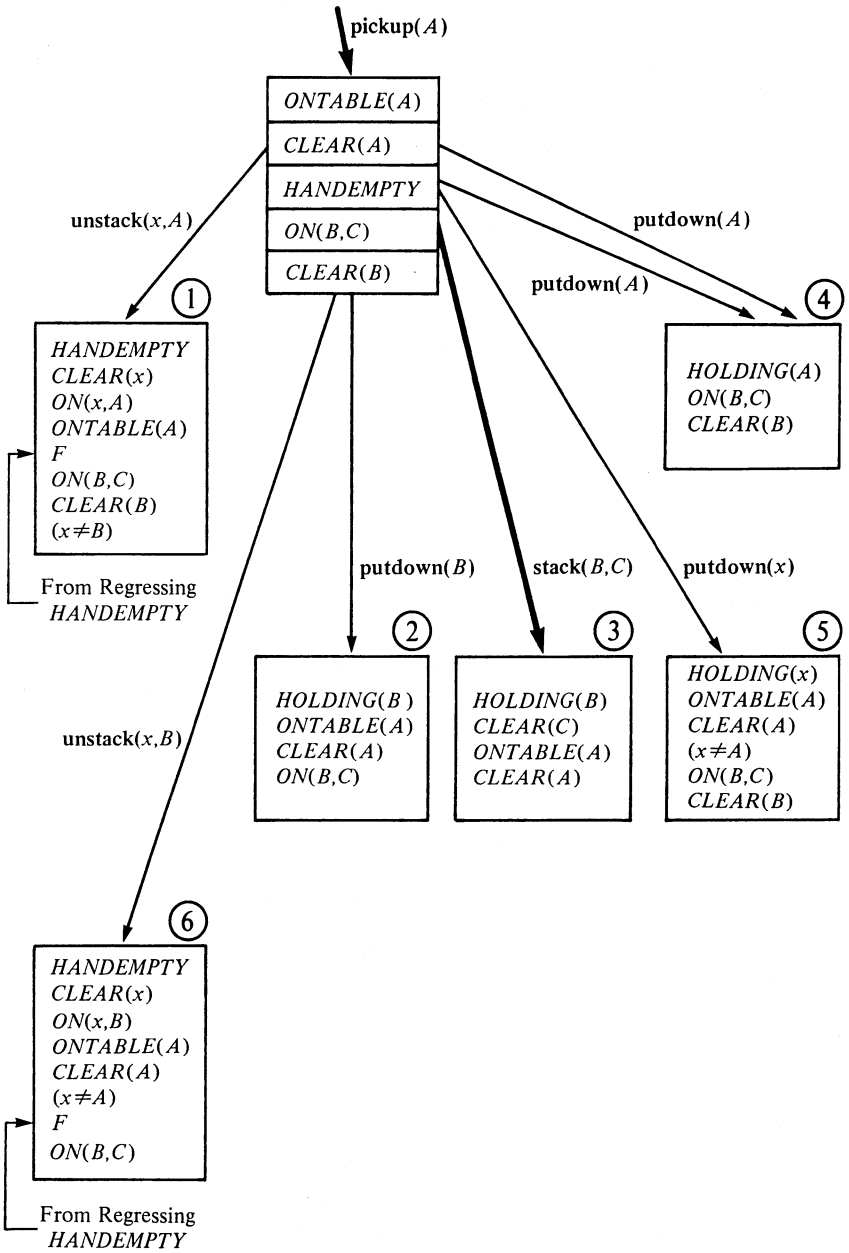 pickup(A)
ONTABLE(A)
CLEAR(A)
HANDEMPTY
ON(B,C)
CLEAR(B)
unstack(x,A)
putdown(A)
putdown(A)
1
HANDEMPTY
CLEAR(x)
ON(x,A)
ONTABLE(A)
F
ON(B,C)
CLEAR(B)
(x≠B)
From Regressing
HANDEMPTY
4
HOLDING(A)
ON(B,C)
CLEAR(B)
putdown(B)
stack(B,C)
putdown(x)
2
HOLDING(B)
ONTABLE(A)
CLEAR(A)
ON(B,C)
3
HOLDING(B)
CLEAR(C)
ONTABLE(A)
CLEAR(A)
5
HOLDING(x)
ONTABLE(A)
CLEAR(A)
(x≠A)
ON(B,C)
CLEAR(B)
unstack(x,B)
6
HANDEMPTY
CLEAR(x)
ON(x,B)
ONTABLE(A)
CLEAR(A)
(x≠A)
F
ON(B,C)
From Regressing
HANDEMPTY